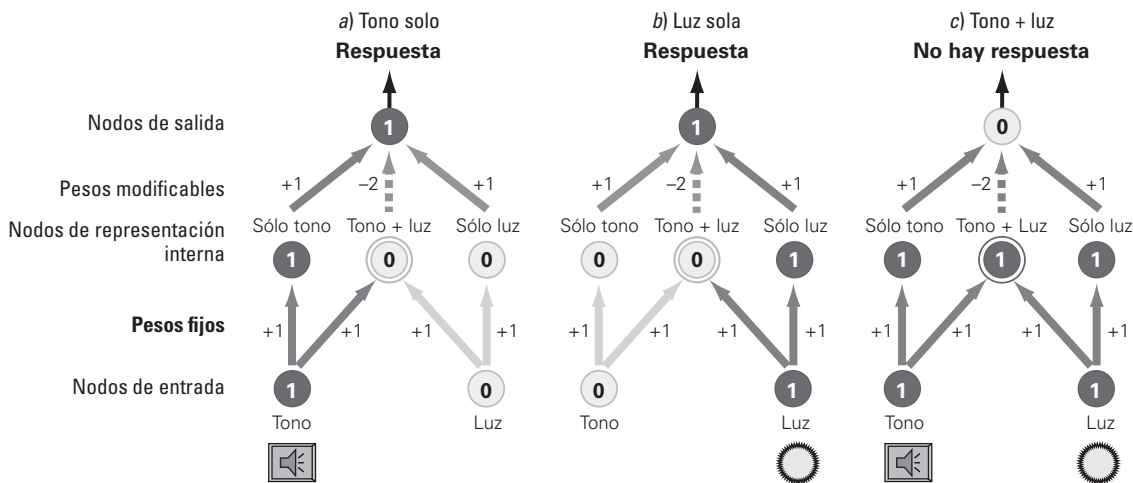 a) Tono solo b) Luz sola c) Tono + luz
Respuesta Respuesta No hay respuesta
Nodos de salida 1 1 0
Pesos modificables +1 –2 +1 +1 –2 +1 +1 –2 +1
Nodos de representación Sólo tono Tono + luz Sólo luz Sólo tono Tono + luz Sólo luz Sólo tono Tono + Luz Sólo luz
interna 1 0 0 0 0 1 1 1 1
Pesos fijos +1 +1 +1 +1 +1 +1 +1 +1 +1 +1 +1 +1
Nodos de entrada 1 0 0 1 1 1
Tono Luz Tono Luz Tono Luz